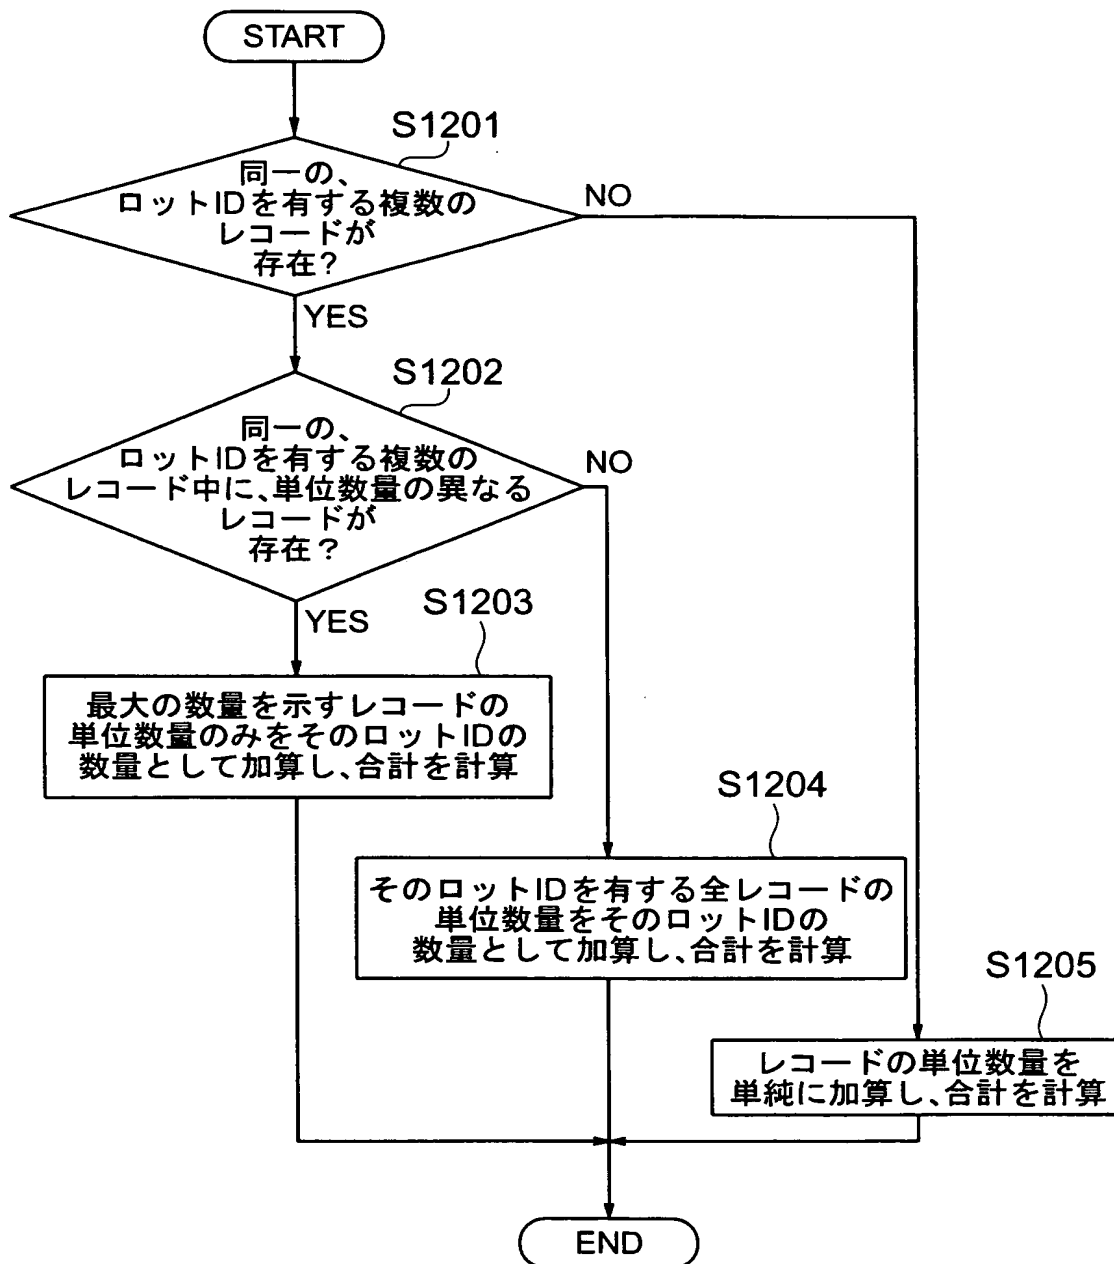 START
S1201
同一の、
ロットIDを有する複数の
レコードが
存在?
NO
YES
S1202
同一の、
ロットIDを有する複数の
レコード中に、単位数量の異なる
レコードが
存在?
NO
YES
S1203
最大の数量を示すレコードの
単位数量のみをそのロットIDの
数量として加算し、合計を計算
S1204
そのロットIDを有する全レコードの
単位数量をそのロットIDの
数量として加算し、合計を計算
S1205
レコードの単位数量を
単純に加算し、合計を計算
END